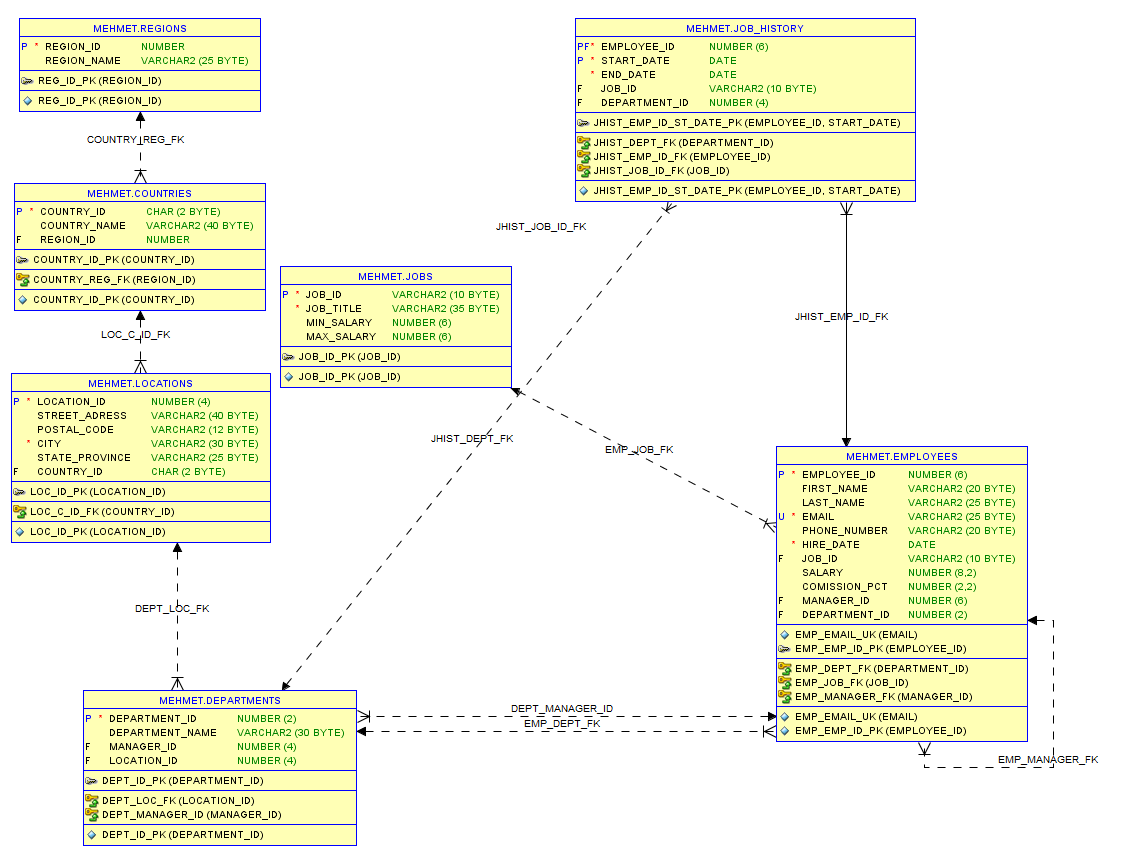 MEHMET.REGIONS
P * REGION_ID NUMBER
REGION_NAME VARCHAR2 (25 BYTE)
REG_ID_PK (REGION_ID)
REG_ID_PK (REGION_ID)
COUNTRY_REG_FK
MEHMET.COUNTRIES
P * COUNTRY_ID CHAR (2 BYTE)
COUNTRY_NAME VARCHAR2 (40 BYTE)
F REGION_ID NUMBER
COUNTRY_ID_PK (COUNTRY_ID)
COUNTRY_REG_FK (REGION_ID)
COUNTRY_ID_PK (COUNTRY_ID)
LOC_C_ID_FK
MEHMET.LOCATIONS
P * LOCATION_ID NUMBER (4)
STREET_ADRESS VARCHAR2 (40 BYTE)
POSTAL_CODE VARCHAR2 (12 BYTE)
* CITY VARCHAR2 (30 BYTE)
STATE_PROVINCE VARCHAR2 (25 BYTE)
F COUNTRY_ID CHAR (2 BYTE)
LOC_ID_PK (LOCATION_ID)
LOC_C_ID_FK (COUNTRY_ID)
LOC_ID_PK (LOCATION_ID)
DEPT_LOC_FK
MEHMET.DEPARTMENTS
P * DEPARTMENT_ID NUMBER (2)
DEPARTMENT_NAME VARCHAR2 (30 BYTE)
F MANAGER_ID NUMBER (4)
F LOCATION_ID NUMBER (4)
DEPT_ID_PK (DEPARTMENT_ID)
DEPT_LOC_FK (LOCATION_ID)
DEPT_MANAGER_ID (MANAGER_ID)
DEPT_ID_PK (DEPARTMENT_ID)
MEHMET.JOBS
P * JOB_ID VARCHAR2 (10 BYTE)
* JOB_TITLE VARCHAR2 (35 BYTE)
MIN_SALARY NUMBER (6)
MAX_SALARY NUMBER (6)
JOB_ID_PK (JOB_ID)
JOB_ID_PK (JOB_ID)
MEHMET.JOB_HISTORY
PF* EMPLOYEE_ID NUMBER (6)
P * START_DATE DATE
* END_DATE DATE
F JOB_ID VARCHAR2 (10 BYTE)
F DEPARTMENT_ID NUMBER (4)
JHIST_EMP_ID_ST_DATE_PK (EMPLOYEE_ID, START_DATE)
JHIST_DEPT_FK (DEPARTMENT_ID)
JHIST_EMP_ID_FK (EMPLOYEE_ID)
JHIST_JOB_ID_FK (JOB_ID)
JHIST_EMP_ID_ST_DATE_PK (EMPLOYEE_ID, START_DATE)
JHIST_JOB_ID_FK
JHIST_EMP_ID_FK
JHIST_DEPT_FK
EMP_JOB_FK
MEHMET.EMPLOYEES
P * EMPLOYEE_ID NUMBER (6)
FIRST_NAME VARCHAR2 (20 BYTE)
LAST_NAME VARCHAR2 (25 BYTE)
U * EMAIL VARCHAR2 (25 BYTE)
PHONE_NUMBER VARCHAR2 (20 BYTE)
* HIRE_DATE DATE
F JOB_ID VARCHAR2 (10 BYTE)
SALARY NUMBER (8,2)
COMISSION_PCT NUMBER (2,2)
F MANAGER_ID NUMBER (6)
F DEPARTMENT_ID NUMBER (2)
EMP_EMAIL_UK (EMAIL)
EMP_EMP_ID_PK (EMPLOYEE_ID)
EMP_DEPT_FK (DEPARTMENT_ID)
EMP_JOB_FK (JOB_ID)
EMP_MANAGER_FK (MANAGER_ID)
EMP_EMAIL_UK (EMAIL)
EMP_EMP_ID_PK (EMPLOYEE_ID)
DEPT_MANAGER_ID
EMP_DEPT_FK
EMP_MANAGER_FK